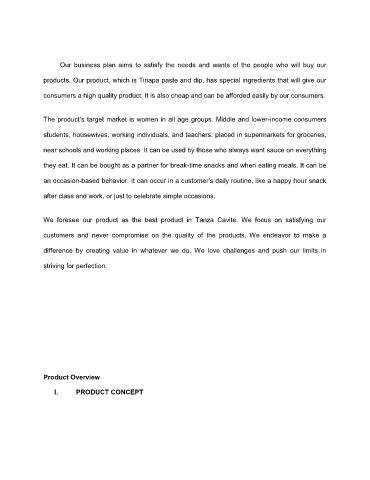 Our business plan aims to satisfy the needs and wants of the people who will buy our
products. Our product, which is Tinapa paste and dip, has special ingredients that will give our
consumers a high quality product. It is also cheap and can be afforded easily by our consumers.
The product's target market is women in all age groups. Middle and lower-income consumers
students, housewives, working individuals, and teachers. placed in supermarkets for groceries,
near schools and working places. It can be used by those who always want sauce on everything
they eat. It can be bought as a partner for break-time snacks and when eating meals. It can be
an occasion-based behavior. It can occur in a customer's daily routine, like a happy hour snack
after class and work, or just to celebrate simple occasions.
We foresee our product as the best product in Tanza Cavite. We focus on satisfying our
customers and never compromise on the quality of the products, We endeavor to make a
difference by creating value in whatever we do. We love challenges and push our limits in
striving for perfection.
Product Overview
I. PRODUCT CONCEPT